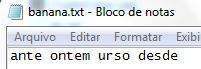 banana.txt - Bloco de notas
Arquivo Editar Formatar Exibi
ante ontem urso desde